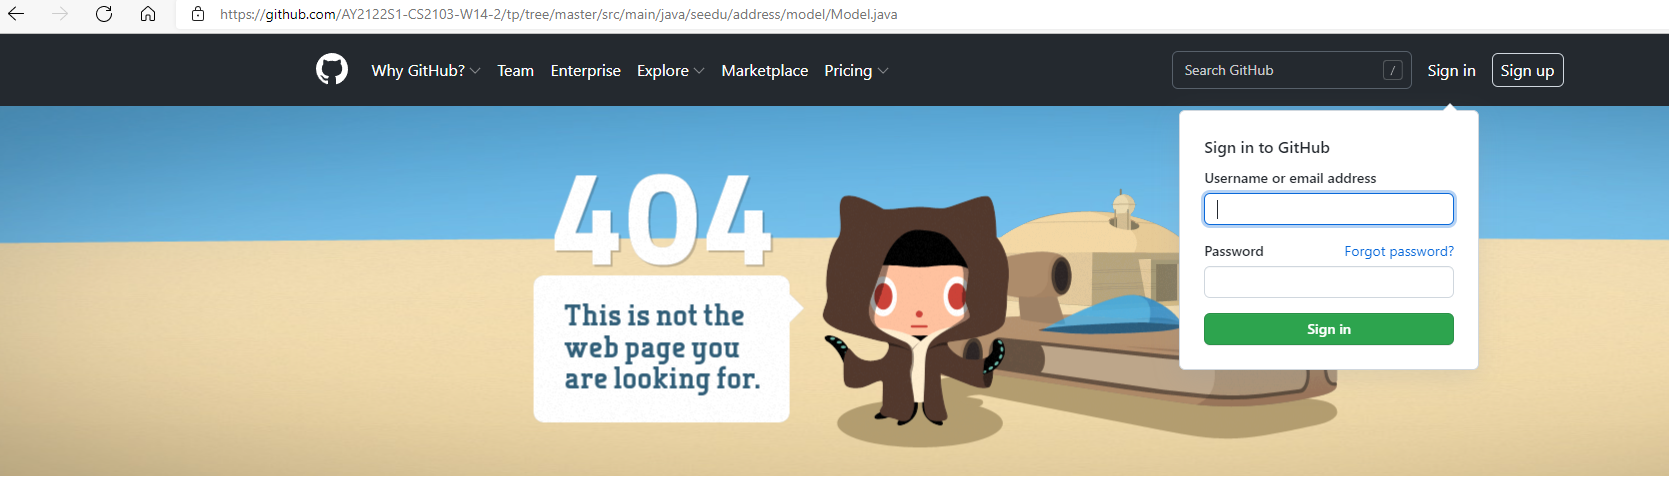 https://github.com/AY2122S1-CS2103-W14-2/tp/tree/master/src/main/java/seedu/address/model/Model.java
Why GitHub? Team Enterprise Explore Marketplace Pricing Search GitHub / Sign in Sign up
404
This is not the
web page you
are looking for.
Sign in to GitHub
Username or email address
Password Forgot password?
Sign in